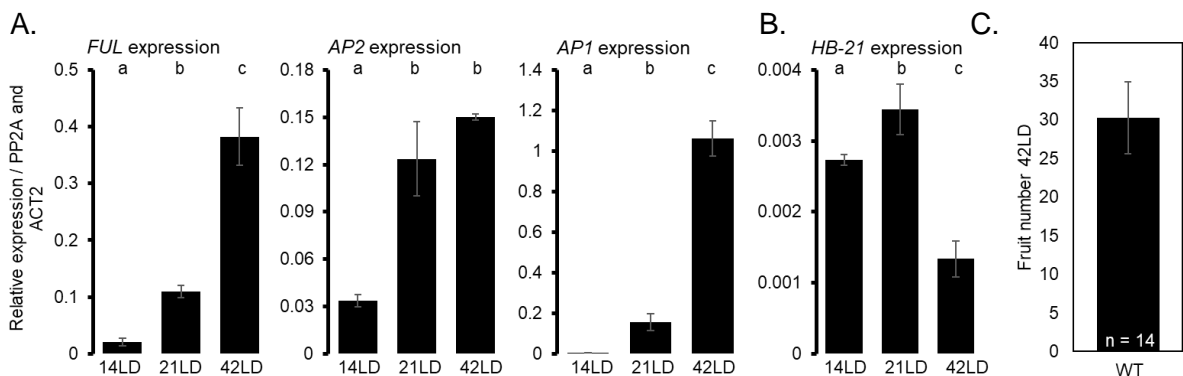 A.
FUL expression
a b c
Relative expression / PP2A and
ACT2
0.5
0.4
0.3
0.2
0.1
0
14LD 21LD 42LD
AP2 expression
a b b
0.18
0.15
0.12
0.09
0.06
0.03
0
14LD 21LD 42LD
AP1 expression
a b c
1.4
1.2
1
0.8
0.6
0.4
0.2
0
14LD 21LD 42LD
B.
HB-21 expression
a b c
0.004
0.003
0.002
0.001
0
14LD 21LD 42LD
C.
Fruit number 42LD
40
35
30
25
20
15
10
5
0
n = 14
WT